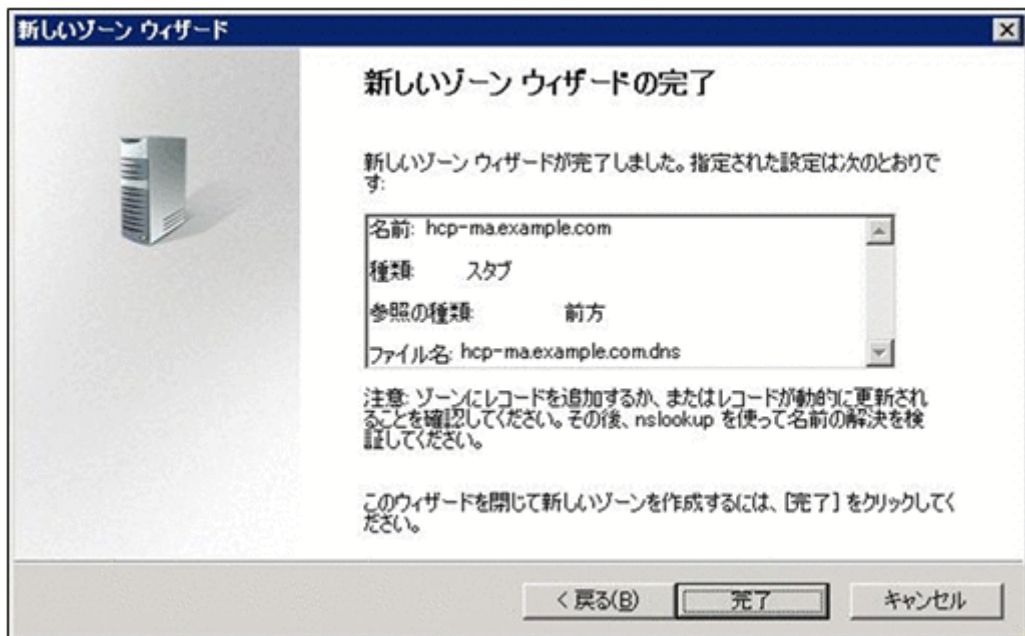 新しいゾーン ウィザード
新しいゾーン ウィザードの完了
新しいゾーン ウィザードが完了しました。指定された設定は次のとおりで
す:
名前: hcp-ma.example.com
種類: スタブ
参照の種類: 前方
ファイル名: hcp-ma.example.com.dns
注意: ゾーンにレコードを追加するか、またはレコードが動的に更新され
ることを確認してください。その後、nslookup を使って名前の解決を検
証してください。
このウィザードを閉じて新しいゾーンを作成するには、[完了] をクリックしてく
ださい。
< 戻る(B) 完了 キャンセル